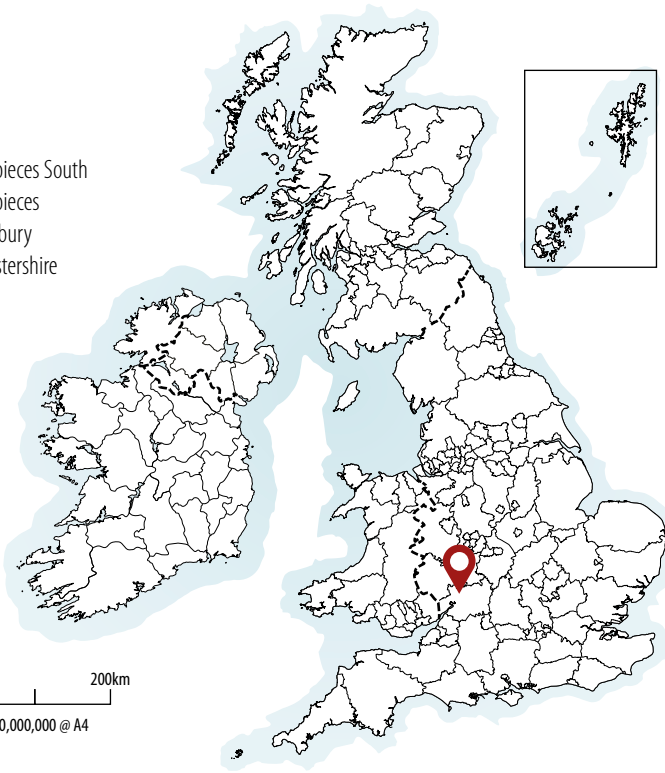 pieces South
pieces
bury
stershire
200km
0,000,000 @ A4